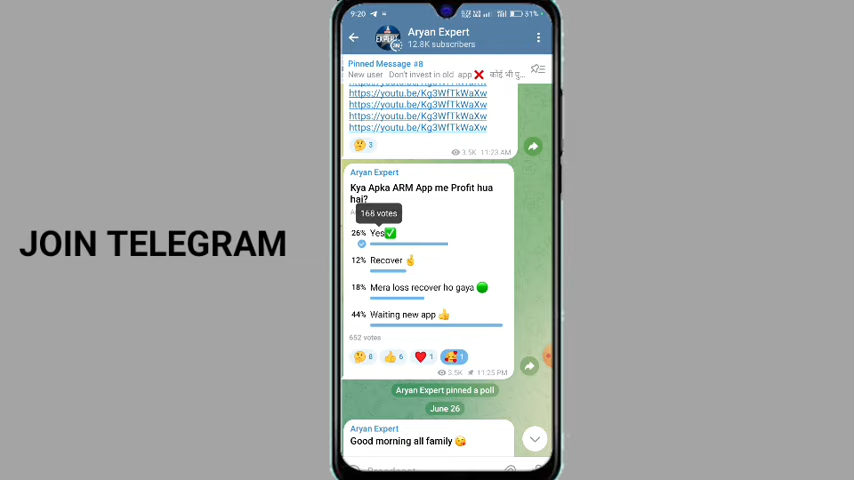 9:20
31%
EXPERT
Aryan Expert
12.8K subscribers
Pinned Message #8
New user Don't invest in old app ❌ कोई भी पु...
https://youtu.be/Kg3WfTkWaXw
https://youtu.be/Kg3WfTkWaXw
https://youtu.be/Kg3WfTkWaXw
https://youtu.be/Kg3WfTkWaXw
🤔 3
3.5K 11:23 AM
Aryan Expert
Kya Apka ARM App me Profit hua
hai?
168 votes
26% Yes✅
12% Recover 🤞
18% Mera loss recover ho gaya 🟢
44% Waiting new app 👍
652 votes
🤔 8 👍 6 ❤️ 1 🥰 1
3.5K 11:25 PM
Aryan Expert pinned a poll
June 26
Aryan Expert
Good morning all family 😘
JOIN TELEGRAM